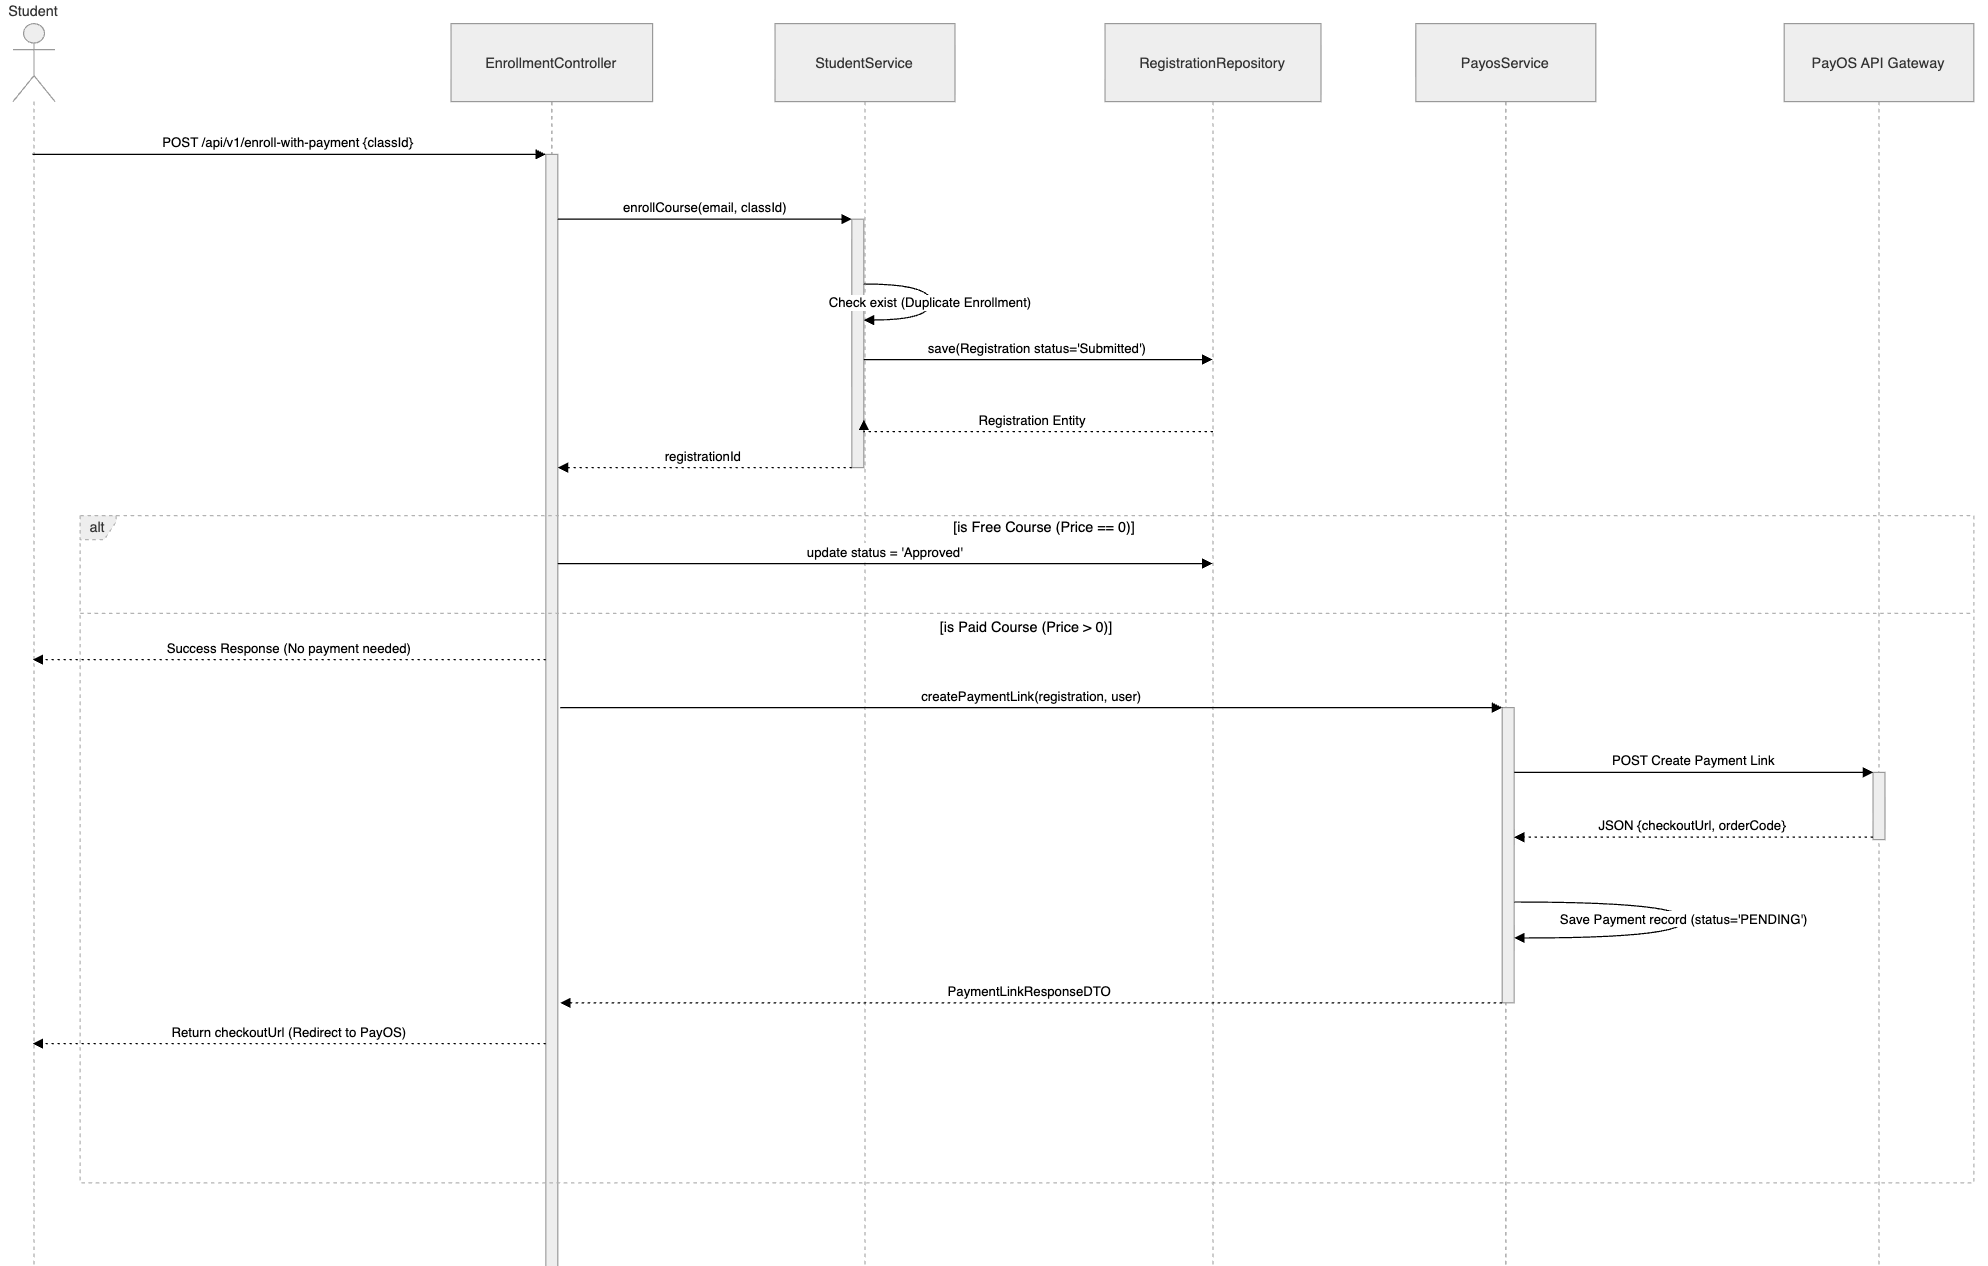 Student
EnrollmentController
StudentService
RegistrationRepository
PayosService
PayOS API Gateway
POST /api/v1/enroll-with-payment {classId}
enrollCourse(email, classId)
Check exist (Duplicate Enrollment)
save(Registration status='Submitted')
Registration Entity
registrationId
alt
[is Free Course (Price == 0)]
update status = 'Approved'
[is Paid Course (Price > 0)]
Success Response (No payment needed)
createPaymentLink(registration, user)
POST Create Payment Link
JSON {checkoutUrl, orderCode}
Save Payment record (status='PENDING')
PaymentLinkResponseDTO
Return checkoutUrl (Redirect to PayOS)